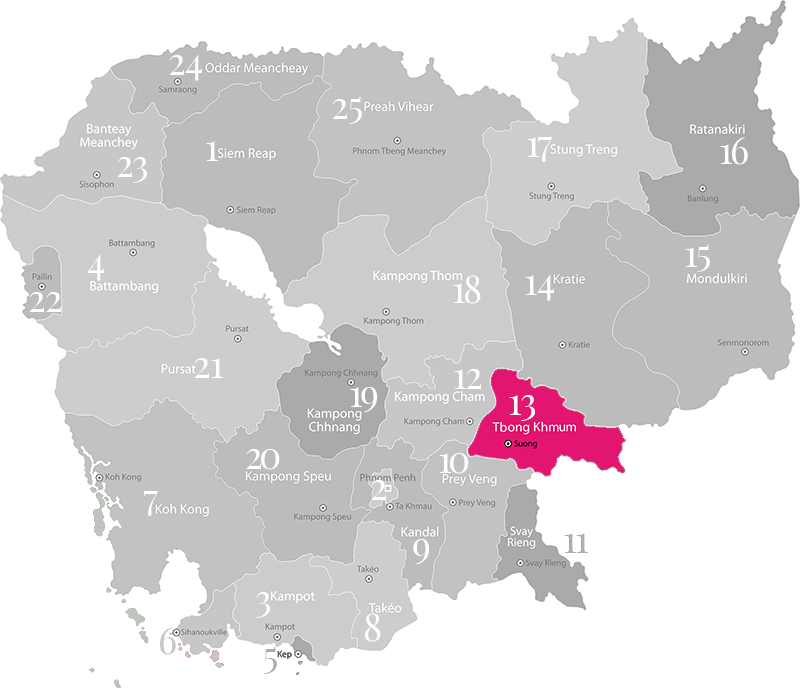 24 Oddar Meancheay
Samraong
25 Preah Vihear
Phnom Tbeng Meanchey
Banteay
Meanchey
23
Sisophon
1 Siem Reap
Siem Reap
17 Stung Treng
Stung Treng
Ratanakiri
16
Banlung
Battambang
4
Battambang
Pailin
22
Kampong Thom
18
Kampong Thom
14 Kratie
Kratie
15
Mondulkiri
Senmonorom
Pursat
Pursat 21
Kampong Chhnang
19
Kampong
Chhnang
12
Kampong Cham
Kampong Cham
13
Tbong Khmum
Suong
20
Kampong Speu
Kampong Speu
Phnom Penh
2
Ta Khmau
10
Prey Veng
Prey Veng
Koh Kong
7 Koh Kong
Kandal
9
Svay
Rieng
11
Svay Rieng
Takéo
Takéo
8
3 Kampot
Kampot
6 Sihanoukville
5 Kep